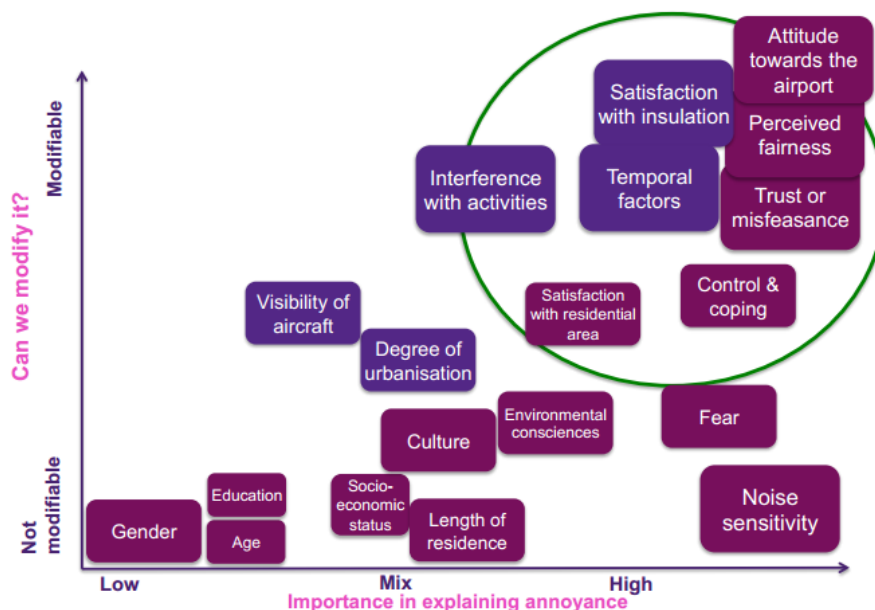 Attitude
towards the
airport
Satisfaction
with insulation
Perceived
fairness
Interference
with activities
Temporal
factors
Trust or
misfeasance
Visibility of
aircraft
Satisfaction
with residential
area
Control &
coping
Degree of
urbanisation
Culture
Environmental
consciences
Fear
Education
Socio-
economic
status
Noise
sensitivity
Gender
Age
Length of
residence
Can we modify it?
Modifiable
Not
modifiable
Low
Mix
High
Importance in explaining annoyance